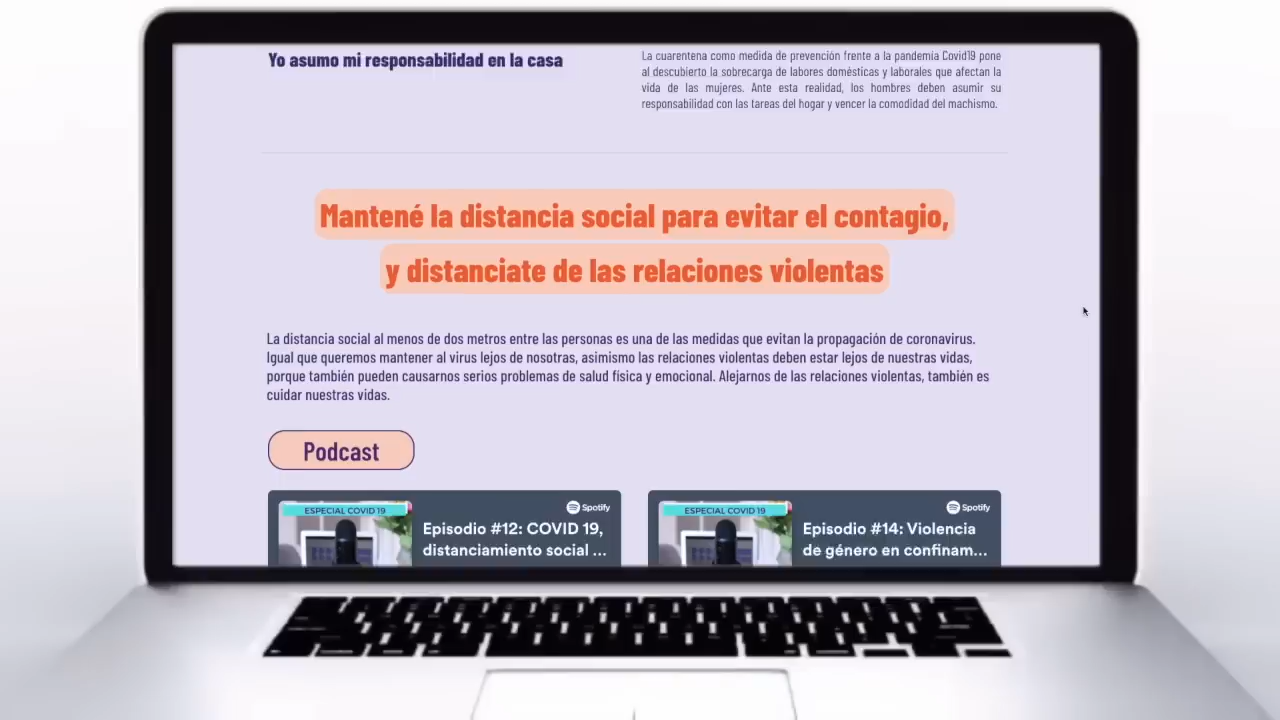 Yo asumo mi responsabilidad en la casa
La cuarentena como medida de prevención frente a la pandemia Covid19 pone
al descubierto la sobrecarga de labores domésticas y laborales que afectan la
vida de las mujeres. Ante esta realidad, los hombres deben asumir su
responsabilidad con las tareas del hogar y vencer la comodidad del machismo.
Mantené la distancia social para evitar el contagio,
y distanciate de las relaciones violentas
La distancia social al menos de dos metros entre las personas es una de las medidas que evitan la propagación de coronavirus.
Igual que queremos mantener al virus lejos de nosotras, asimismo las relaciones violentas deben estar lejos de nuestras vidas,
porque también pueden causarnos serios problemas de salud física y emocional. Alejarnos de las relaciones violentas, también es
cuidar nuestras vidas.
Podcast
ESPECIAL COVID 19
Spotify
Episodio #12: COVID 19,
distanciamiento social ...
ESPECIAL COVID 19
Spotify
Episodio #14: Violencia
de género en confinam...